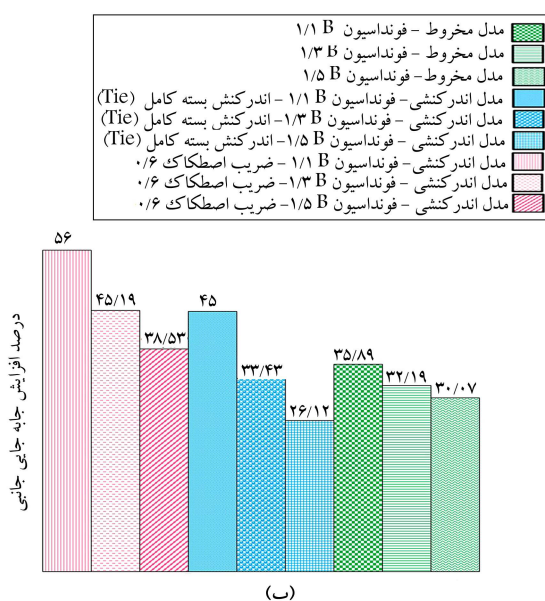 مدل مخروط - فونداسیون ۱/۱ B
مدل مخروط - فونداسیون ۱/۳ B
مدل مخروط - فونداسیون ۱/۵ B
مدل اندرکنشی - فونداسیون ۱/۱ B - اندرکنش بسته کامل (Tie)
مدل اندرکنشی - فونداسیون ۱/۳ B - اندرکنش بسته کامل (Tie)
مدل اندرکنشی - فونداسیون ۱/۵ B - اندرکنش بسته کامل (Tie)
مدل اندرکنشی - فونداسیون ۱/۱ B - ضریب اصطکاک ۰/۶
مدل اندرکنشی - فونداسیون ۱/۳ B - ضریب اصطکاک ۰/۶
مدل اندرکنشی - فونداسیون ۱/۵ B - ضریب اصطکاک ۰/۶
درصد افزایش جابه جایی جانبی
۵۶
۴۵/۱۹
۳۸/۵۳
۴۵
۳۳/۴۳
۲۶/۱۲
۳۵/۸۹
۳۲/۱۹
۳۰/۰۷
(ب)